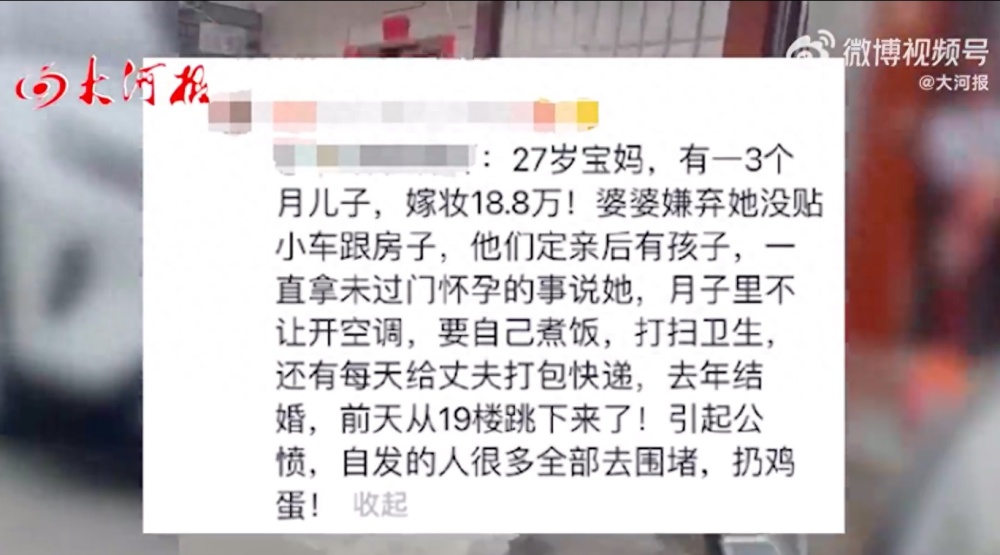 微博视频号
@大河报
大河报
：27岁宝妈，有一3个
月儿子，嫁妆18.8万！婆婆嫌弃她没贴
小车跟房子，他们定亲后有孩子，一
直拿未过门怀孕的事说她，月子里不
让开空调，要自己煮饭，打扫卫生，
还有每天给丈夫打包快递，去年结
婚，前天从19楼跳下来了！引起公
愤，自发的人很多全部去围堵，扔鸡
蛋！ 收起